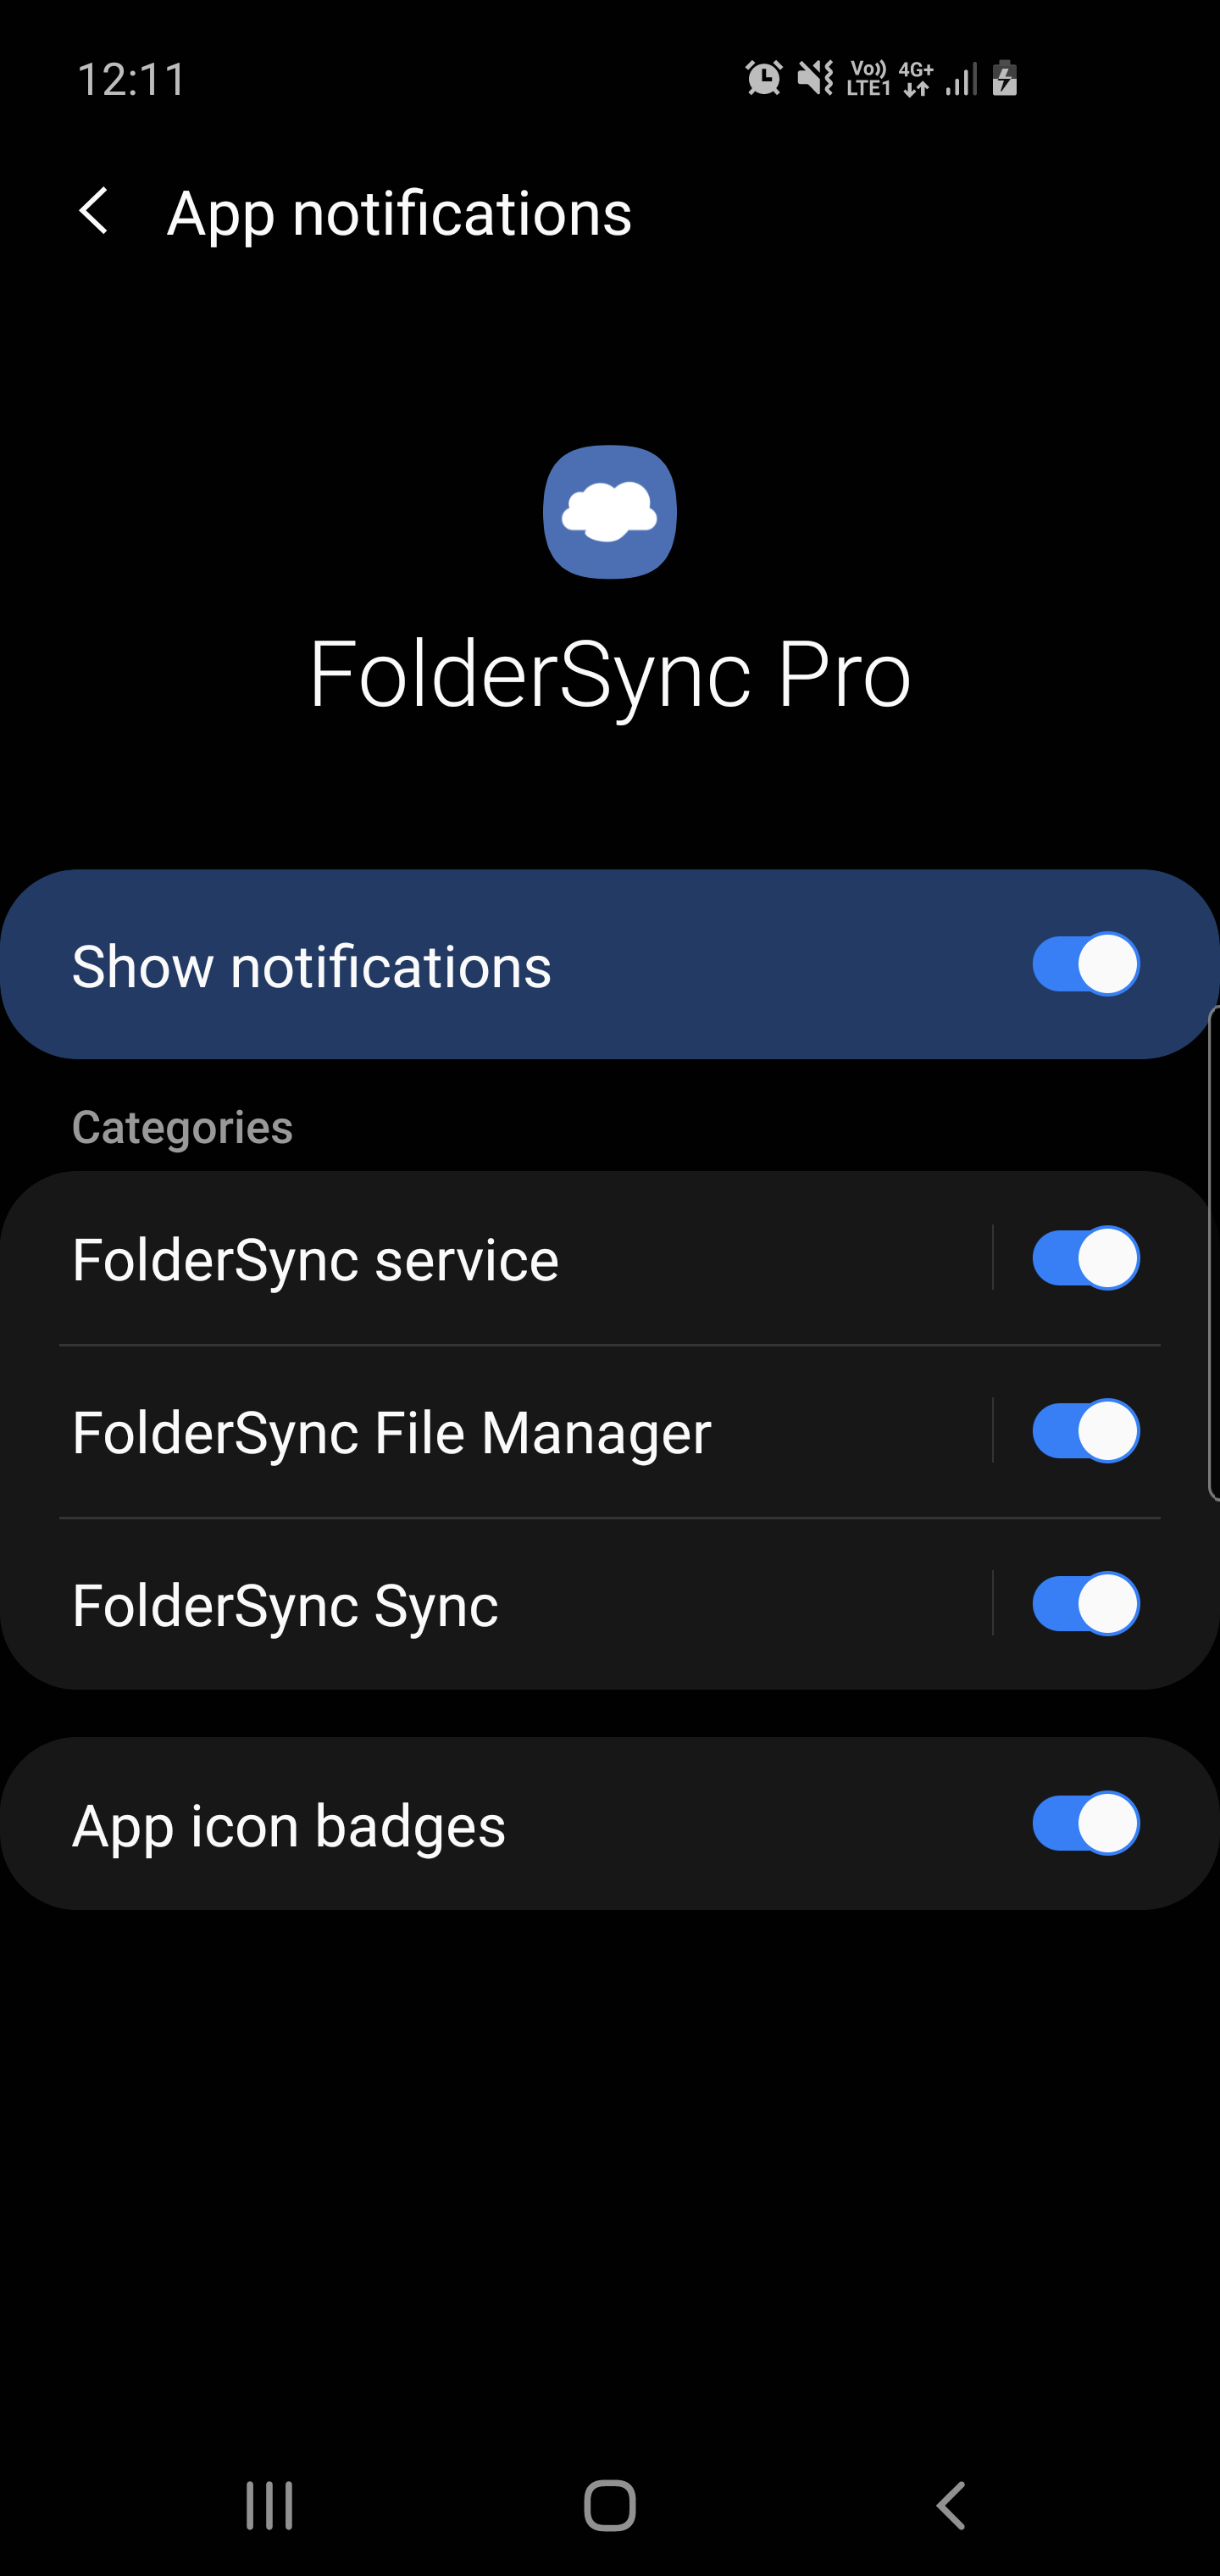 12:11
Vo)) 4G+
LTE1
App notifications
FolderSync Pro
Show notifications
Categories
FolderSync service
FolderSync File Manager
FolderSync Sync
App icon badges